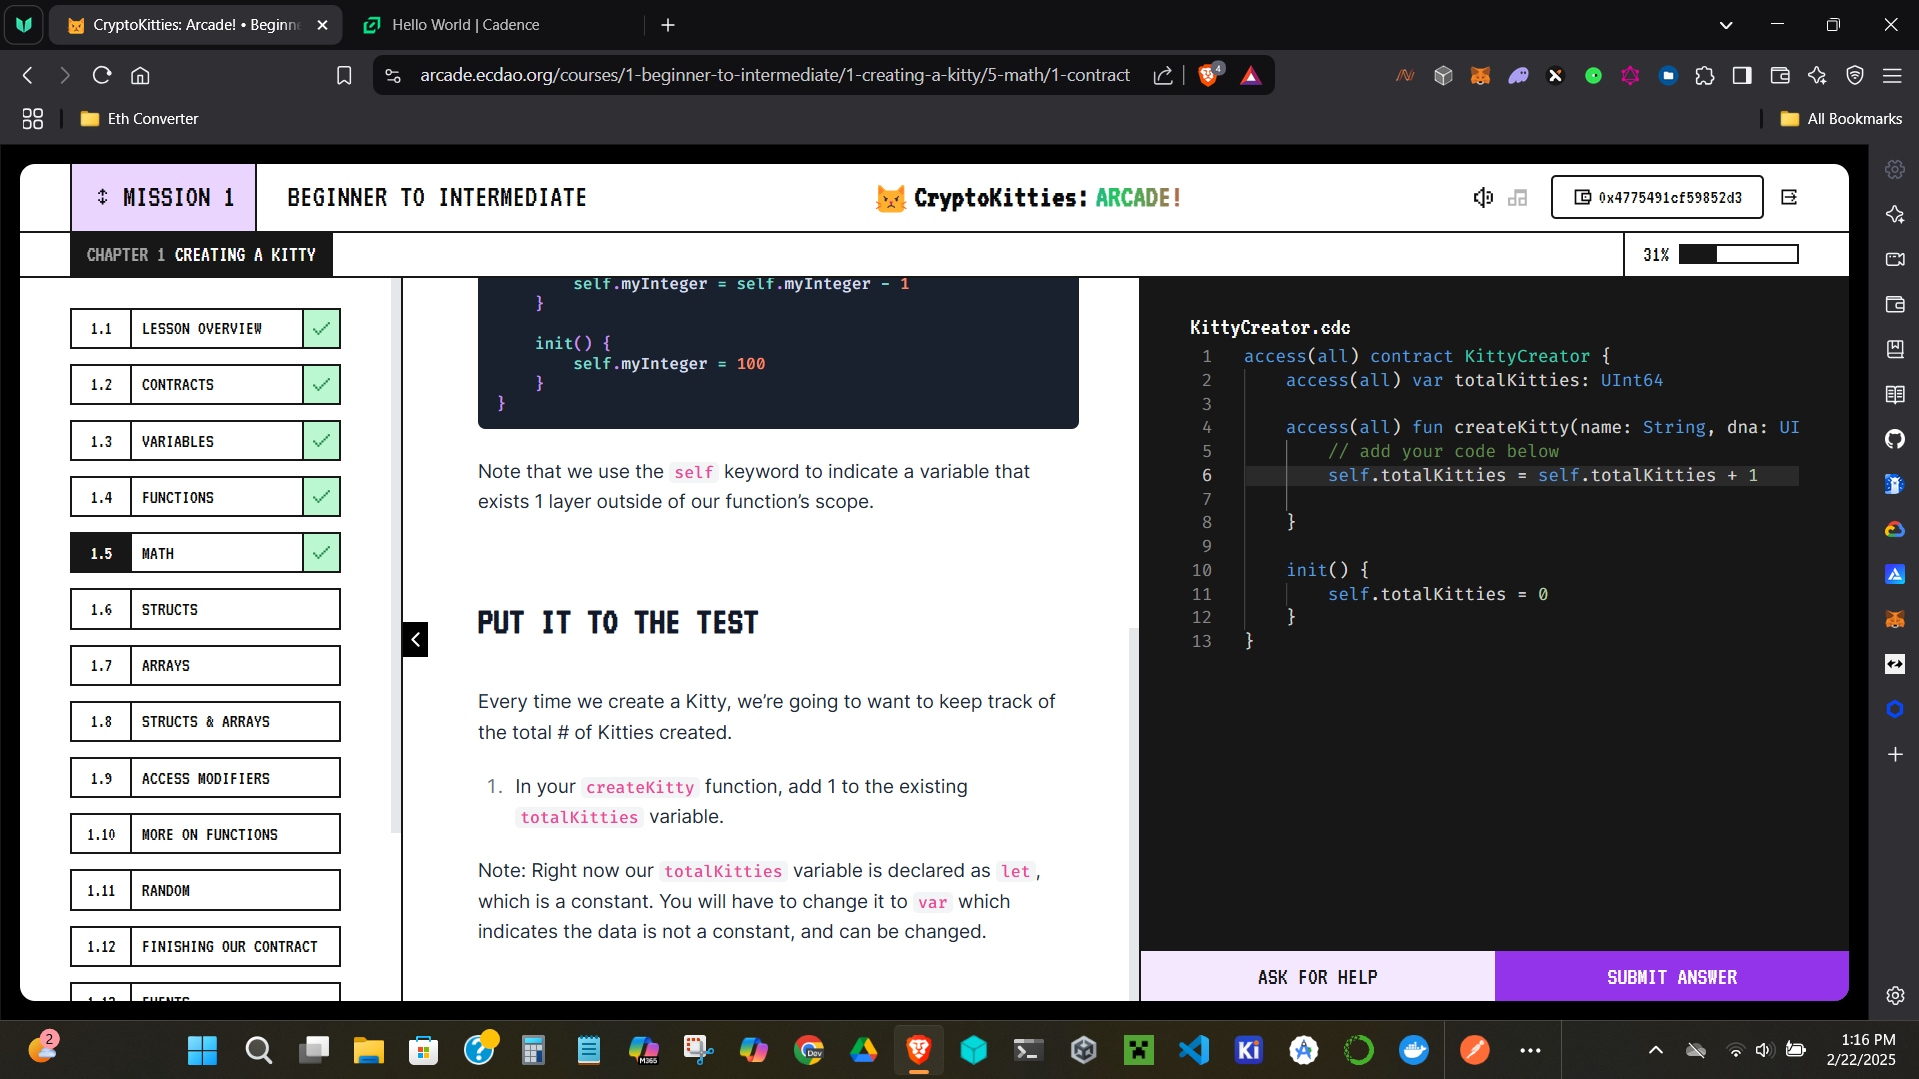 CryptoKitties: Arcade! • Beginne
Hello World | Cadence
arcade.ecdao.org/courses/1-beginner-to-intermediate/1-creating-a-kitty/5-math/1-contract
4
Eth Converter
All Bookmarks
MISSION 1
BEGINNER TO INTERMEDIATE
CryptoKitties: ARCADE!
0x4775491cf59852d3
CHAPTER 1 CREATING A KITTY
31%
1.1 LESSON OVERVIEW
1.2 CONTRACTS
1.3 VARIABLES
1.4 FUNCTIONS
1.5 MATH
1.6 STRUCTS
1.7 ARRAYS
1.8 STRUCTS & ARRAYS
1.9 ACCESS MODIFIERS
1.10 MORE ON FUNCTIONS
1.11 RANDOM
1.12 FINISHING OUR CONTRACT
1.13 EVENTS
self.myInteger = self.myInteger - 1
}
init() {
self.myInteger = 100
}
}
Note that we use the self keyword to indicate a variable that
exists 1 layer outside of our function’s scope.
PUT IT TO THE TEST
Every time we create a Kitty, we’re going to want to keep track of
the total # of Kitties created.
1. In your createKitty function, add 1 to the existing
totalKitties variable.
Note: Right now our totalKitties variable is declared as let,
which is a constant. You will have to change it to var which
indicates the data is not a constant, and can be changed.
KittyCreator.cdc
1 access(all) contract KittyCreator {
2 access(all) var totalKitties: UInt64
3
4 access(all) fun createKitty(name: String, dna: UI
5 // add your code below
6 self.totalKitties = self.totalKitties + 1
7
8 }
9
10 init() {
11 self.totalKitties = 0
12 }
13 }
ASK FOR HELP
SUBMIT ANSWER
2
M365
Dev
Ki
1:16 PM
2/22/2025